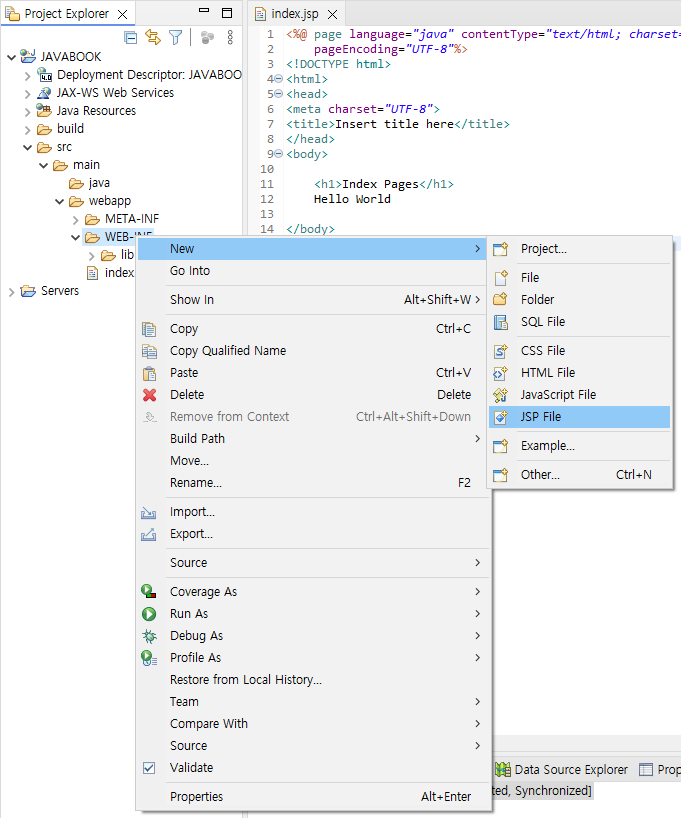 Project Explorer
index.jsp
JAVABOOK
Deployment Descriptor: JAVABOO
JAX-WS Web Services
Java Resources
build
src
main
java
webapp
META-INF
WEB-INF
lib
index
Servers
1 <%@ page language="java" contentType="text/html; charset=
2 pageEncoding="UTF-8"%>
3 <!DOCTYPE html>
4 <html>
5 <head>
6 <meta charset="UTF-8">
7 <title>Insert title here</title>
8 </head>
9 <body>
10
11 <h1>Index Pages</h1>
12 Hello World
13
14 </body>
New
Go Into
Show In Alt+Shift+W
Copy Ctrl+C
Copy Qualified Name
Paste Ctrl+V
Delete Delete
Remove from Context Ctrl+Alt+Shift+Down
Build Path
Move...
Rename... F2
Import...
Export...
Source
Coverage As
Run As
Debug As
Profile As
Restore from Local History...
Team
Compare With
Source
Validate
Properties Alt+Enter
Project...
File
Folder
SQL File
CSS File
HTML File
JavaScript File
JSP File
Example...
Other... Ctrl+N
Data Source Explorer
Prop
ted, Synchronized]